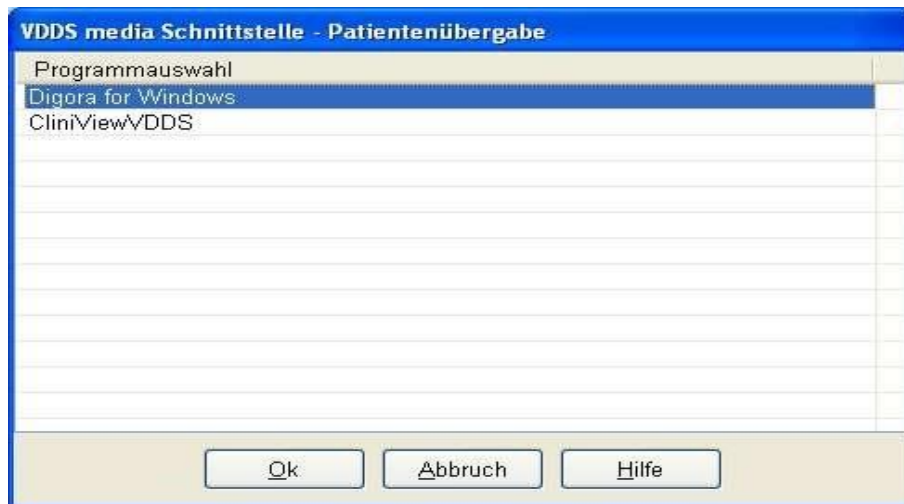 VDDS media Schnittstelle - Patientenübergabe
Programmauswahl
Digora for Windows
CliniViewVDDS
Ok Abbruch Hilfe